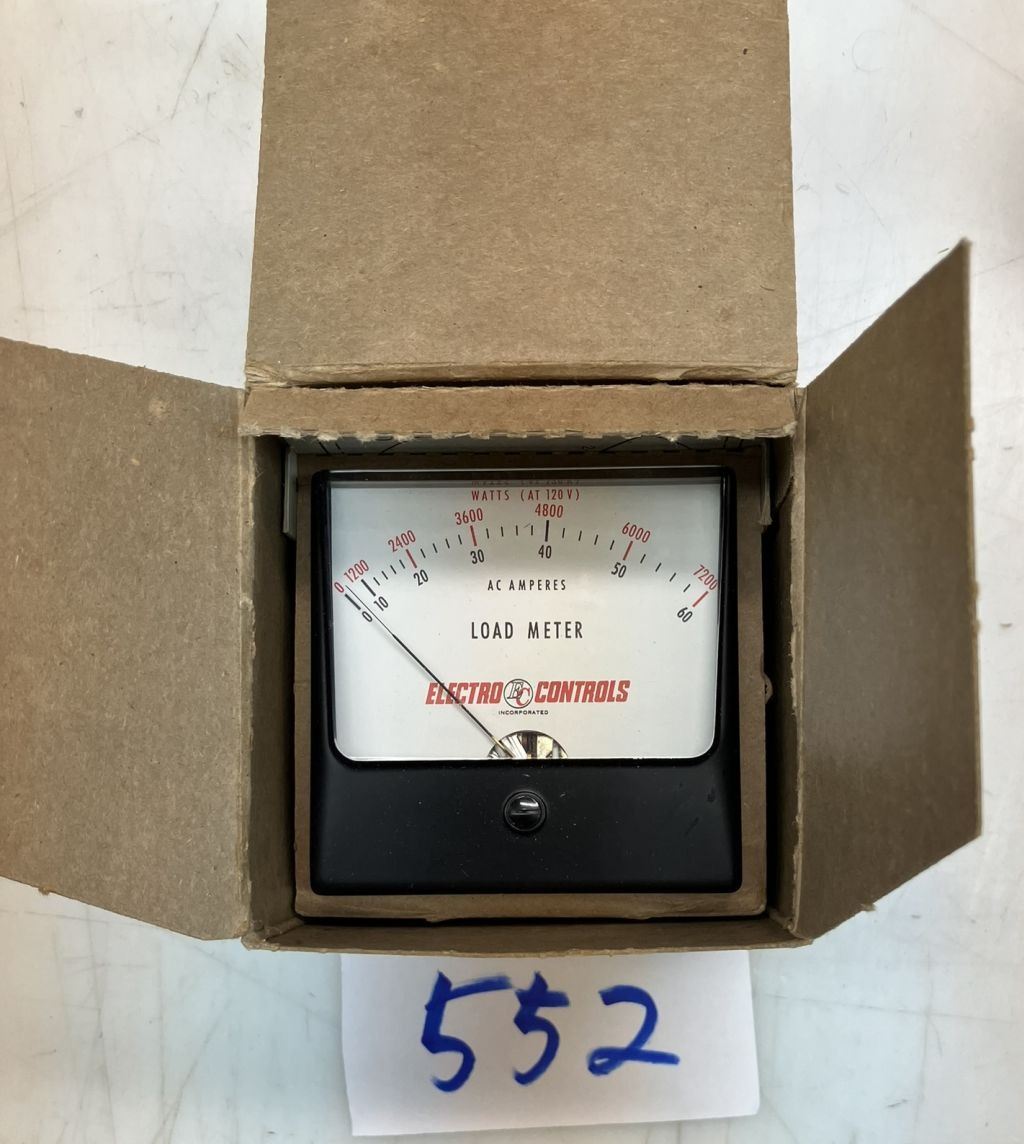 WATTS (AT 120 V)
0 1200 2400 3600 4800 6000 7200
0 10 20 30 40 50 60
AC AMPERES
LOAD METER
ELECTRO EC CONTROLS
INCORPORATED
552